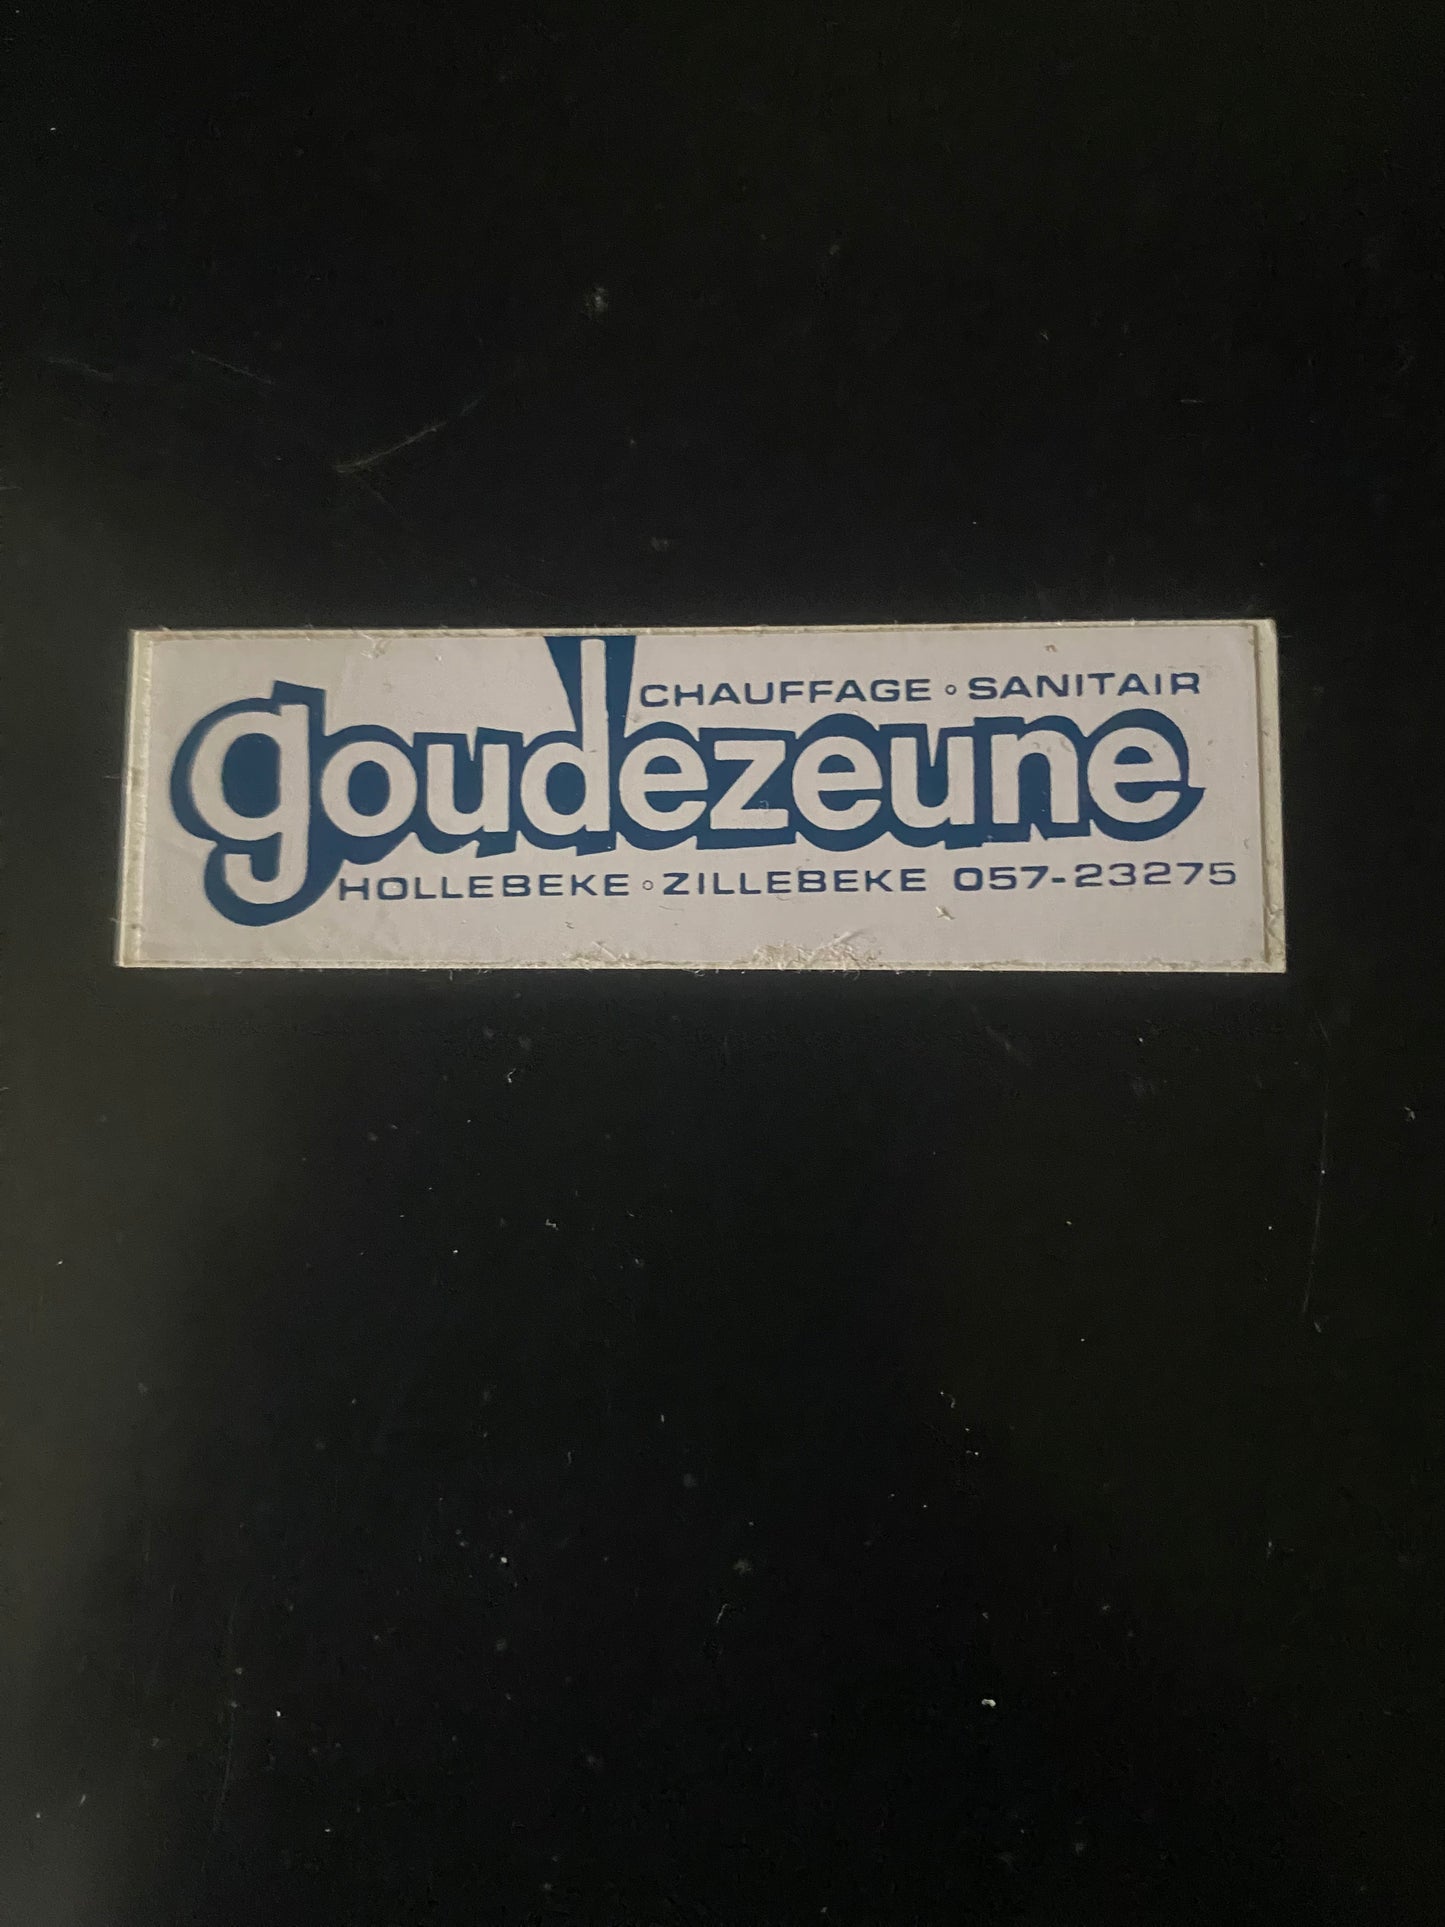 CHAUFFAGE ∘ SANITAIR
goudezeune
HOLLEBEKE ∘ ZILLEBEKE 057-23275